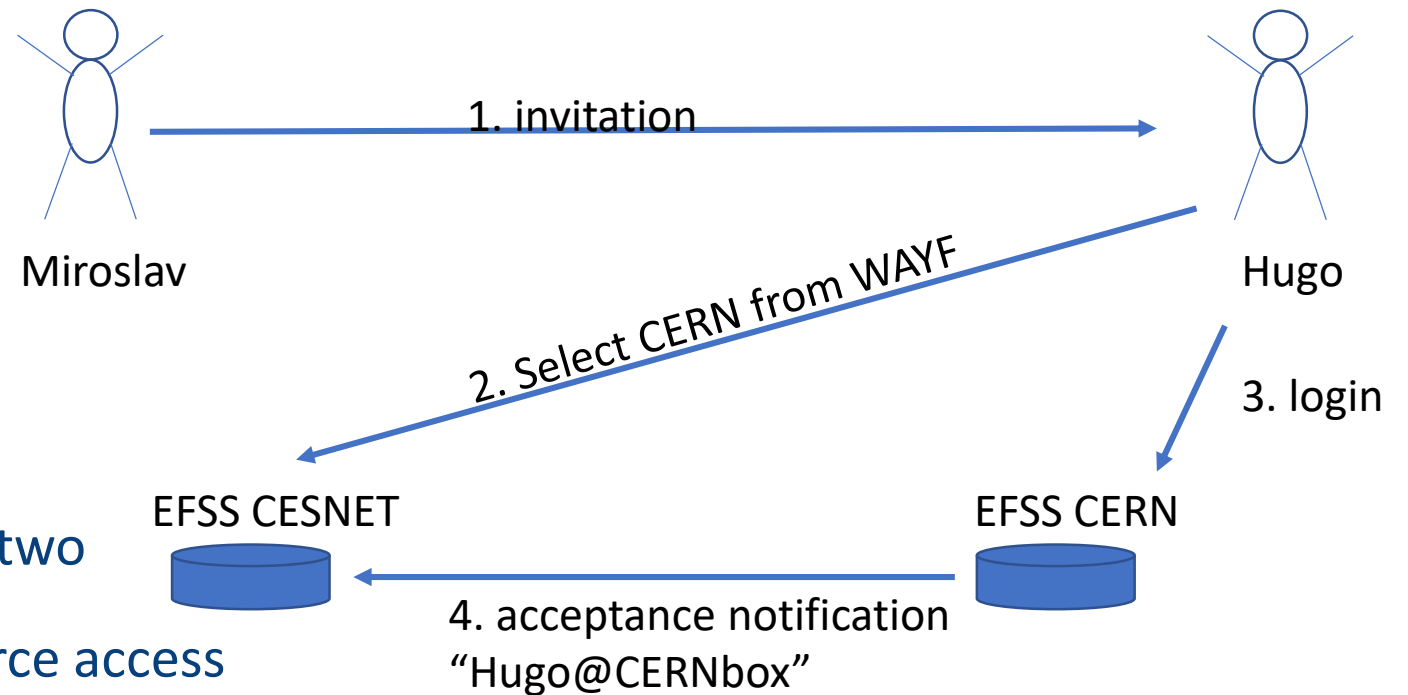 1. invitation
Miroslav
Hugo
2. Select CERN from WAYF
3. login
EFSS CESNET
EFSS CERN
two
4. acceptance notification
“Hugo@CERNbox”
access